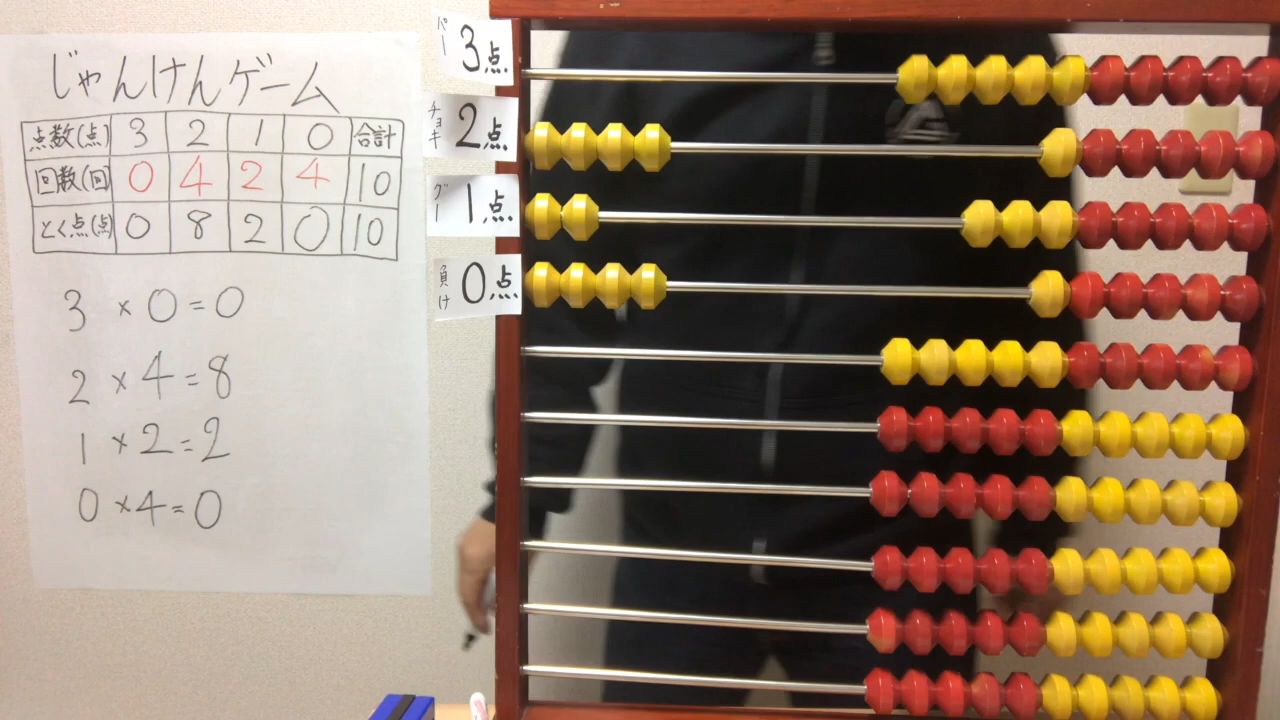 じゃんけんゲーム
点数(点) 3 2 1 0 合計
回数(回) 0 4 2 4 10
とく点(点) 0 8 2 0 10
3 × 0 = 0
2 × 4 = 8
1 × 2 = 2
0 × 4 = 0
パー 3点
チョキ 2点
グー 1点
負け 0点